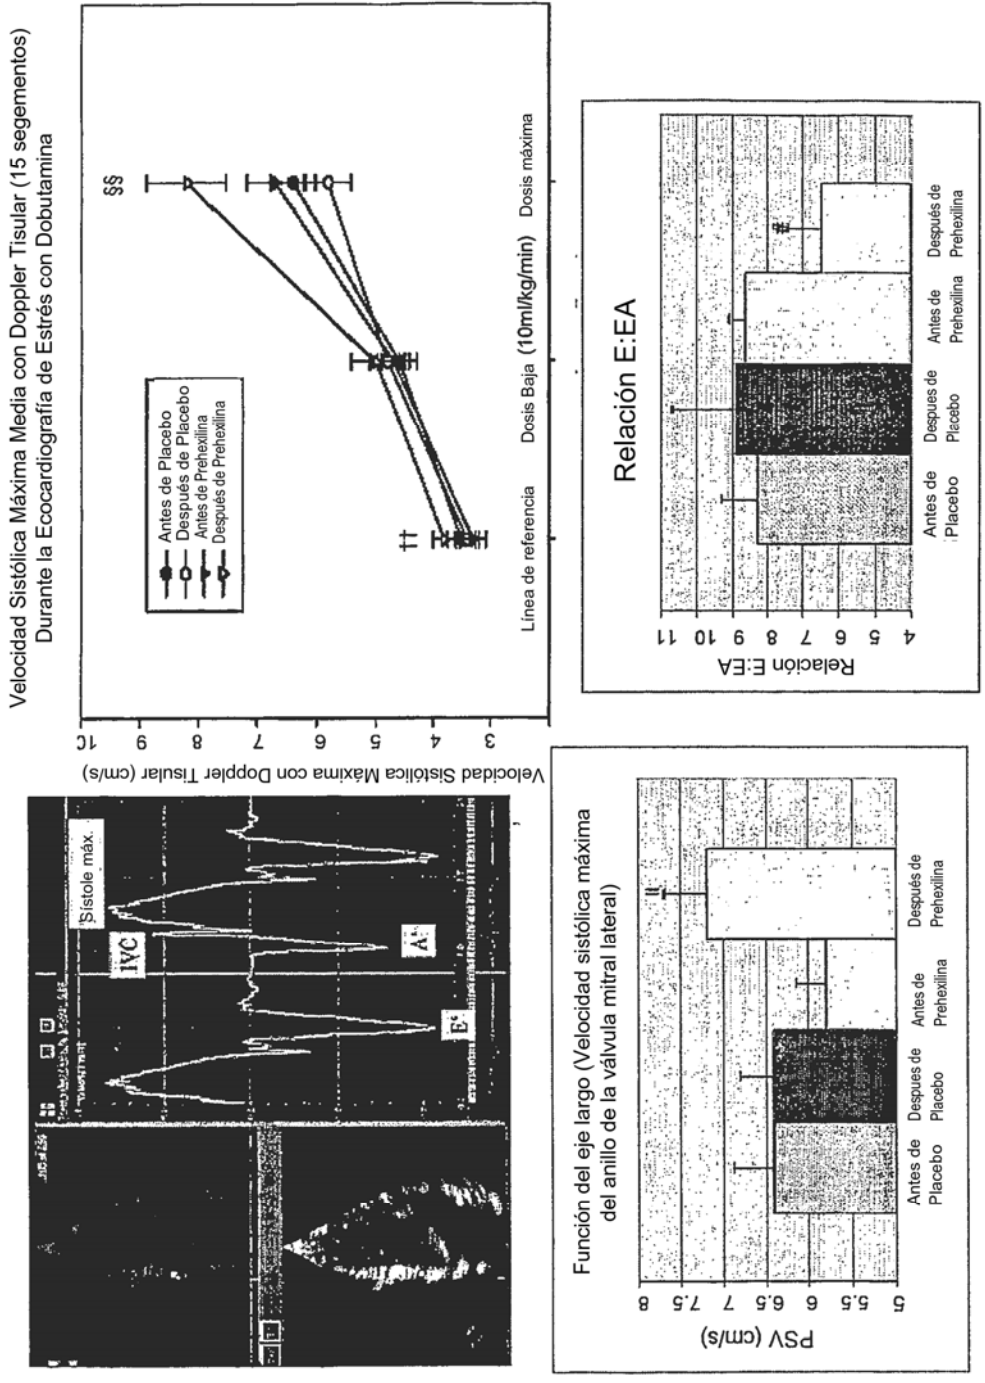 Velocidad Sistólica Máxima Media con Doppler Tisular (15 segementos)
Durante la Ecocardiografía de Estrés con Dobutamina
Sístole máx.
IVC
E'
A'
Velocidad Sistólica Máxima con Doppler Tisular (cm/s)
10
9
8
7
6
5
4
3
Antes de Placebo
Después de Placebo
Antes de Prehexilina
Después de Prehexilina
††
§§
Línea de referencia
Dosis Baja (10ml/kg/min)
Dosis máxima
Función del eje largo (Velocidad sistólica máxima
del anillo de la válvula mitral lateral)
PSV (cm/s)
8
7.5
7
6.5
6
5.5
5
Antes de
Placebo
Despues de
Placebo
Antes de
Prehexilina
Después de
Prehexilina
Relación E:EA
Relación E:EA
11
10
9
8
7
6
5
4
Antes de
Placebo
Despues de
Placebo
Antes de
Prehexilina
Después de
Prehexilina